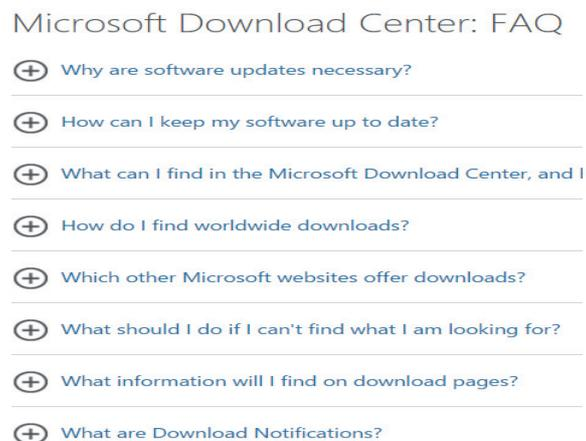 Microsoft Download Center: FAQ
Why are software updates necessary?
How can I keep my software up to date?
What can I find in the Microsoft Download Center, and
How do I find worldwide downloads?
Which other Microsoft websites offer downloads?
What should I do if I can't find what I am looking for?
What information will I find on download pages?
What are Download Notifications?